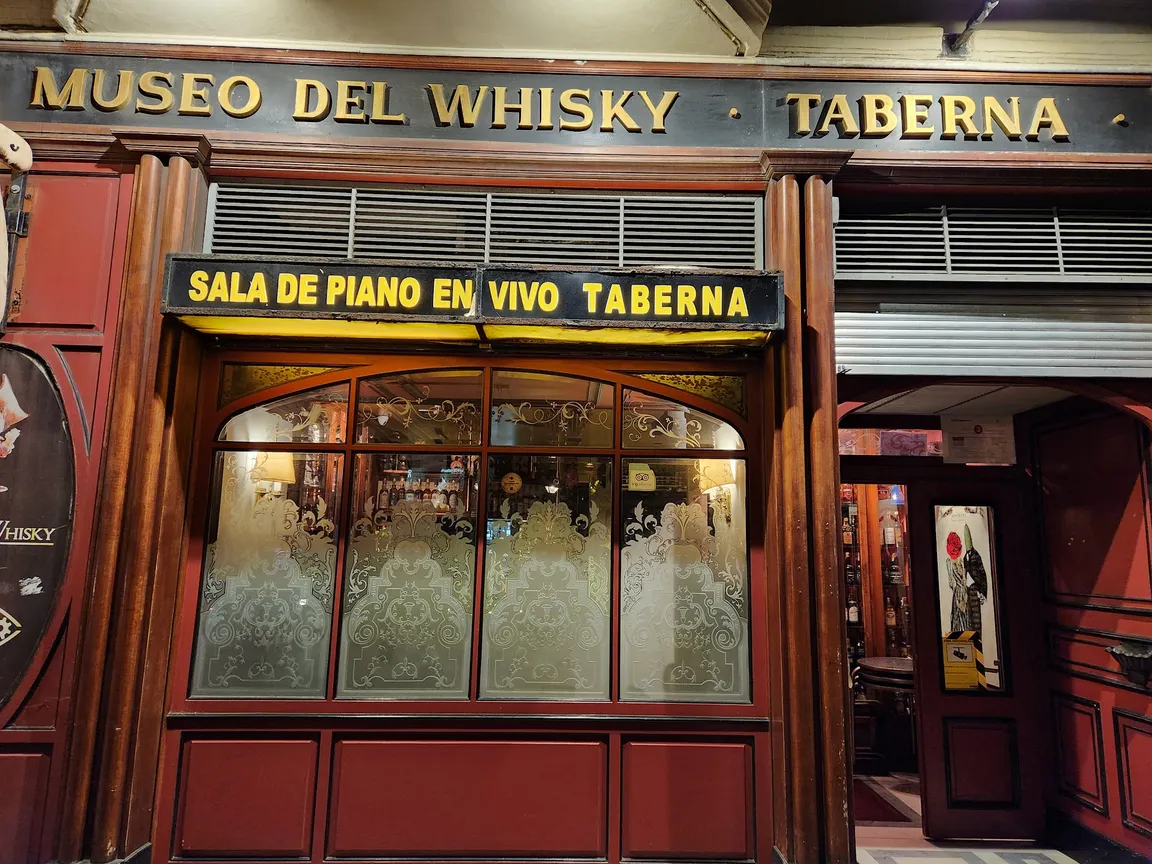 MUSEO DEL WHISKY · TABERNA ·
SALA DE PIANO EN VIVO TABERNA
WHISKY